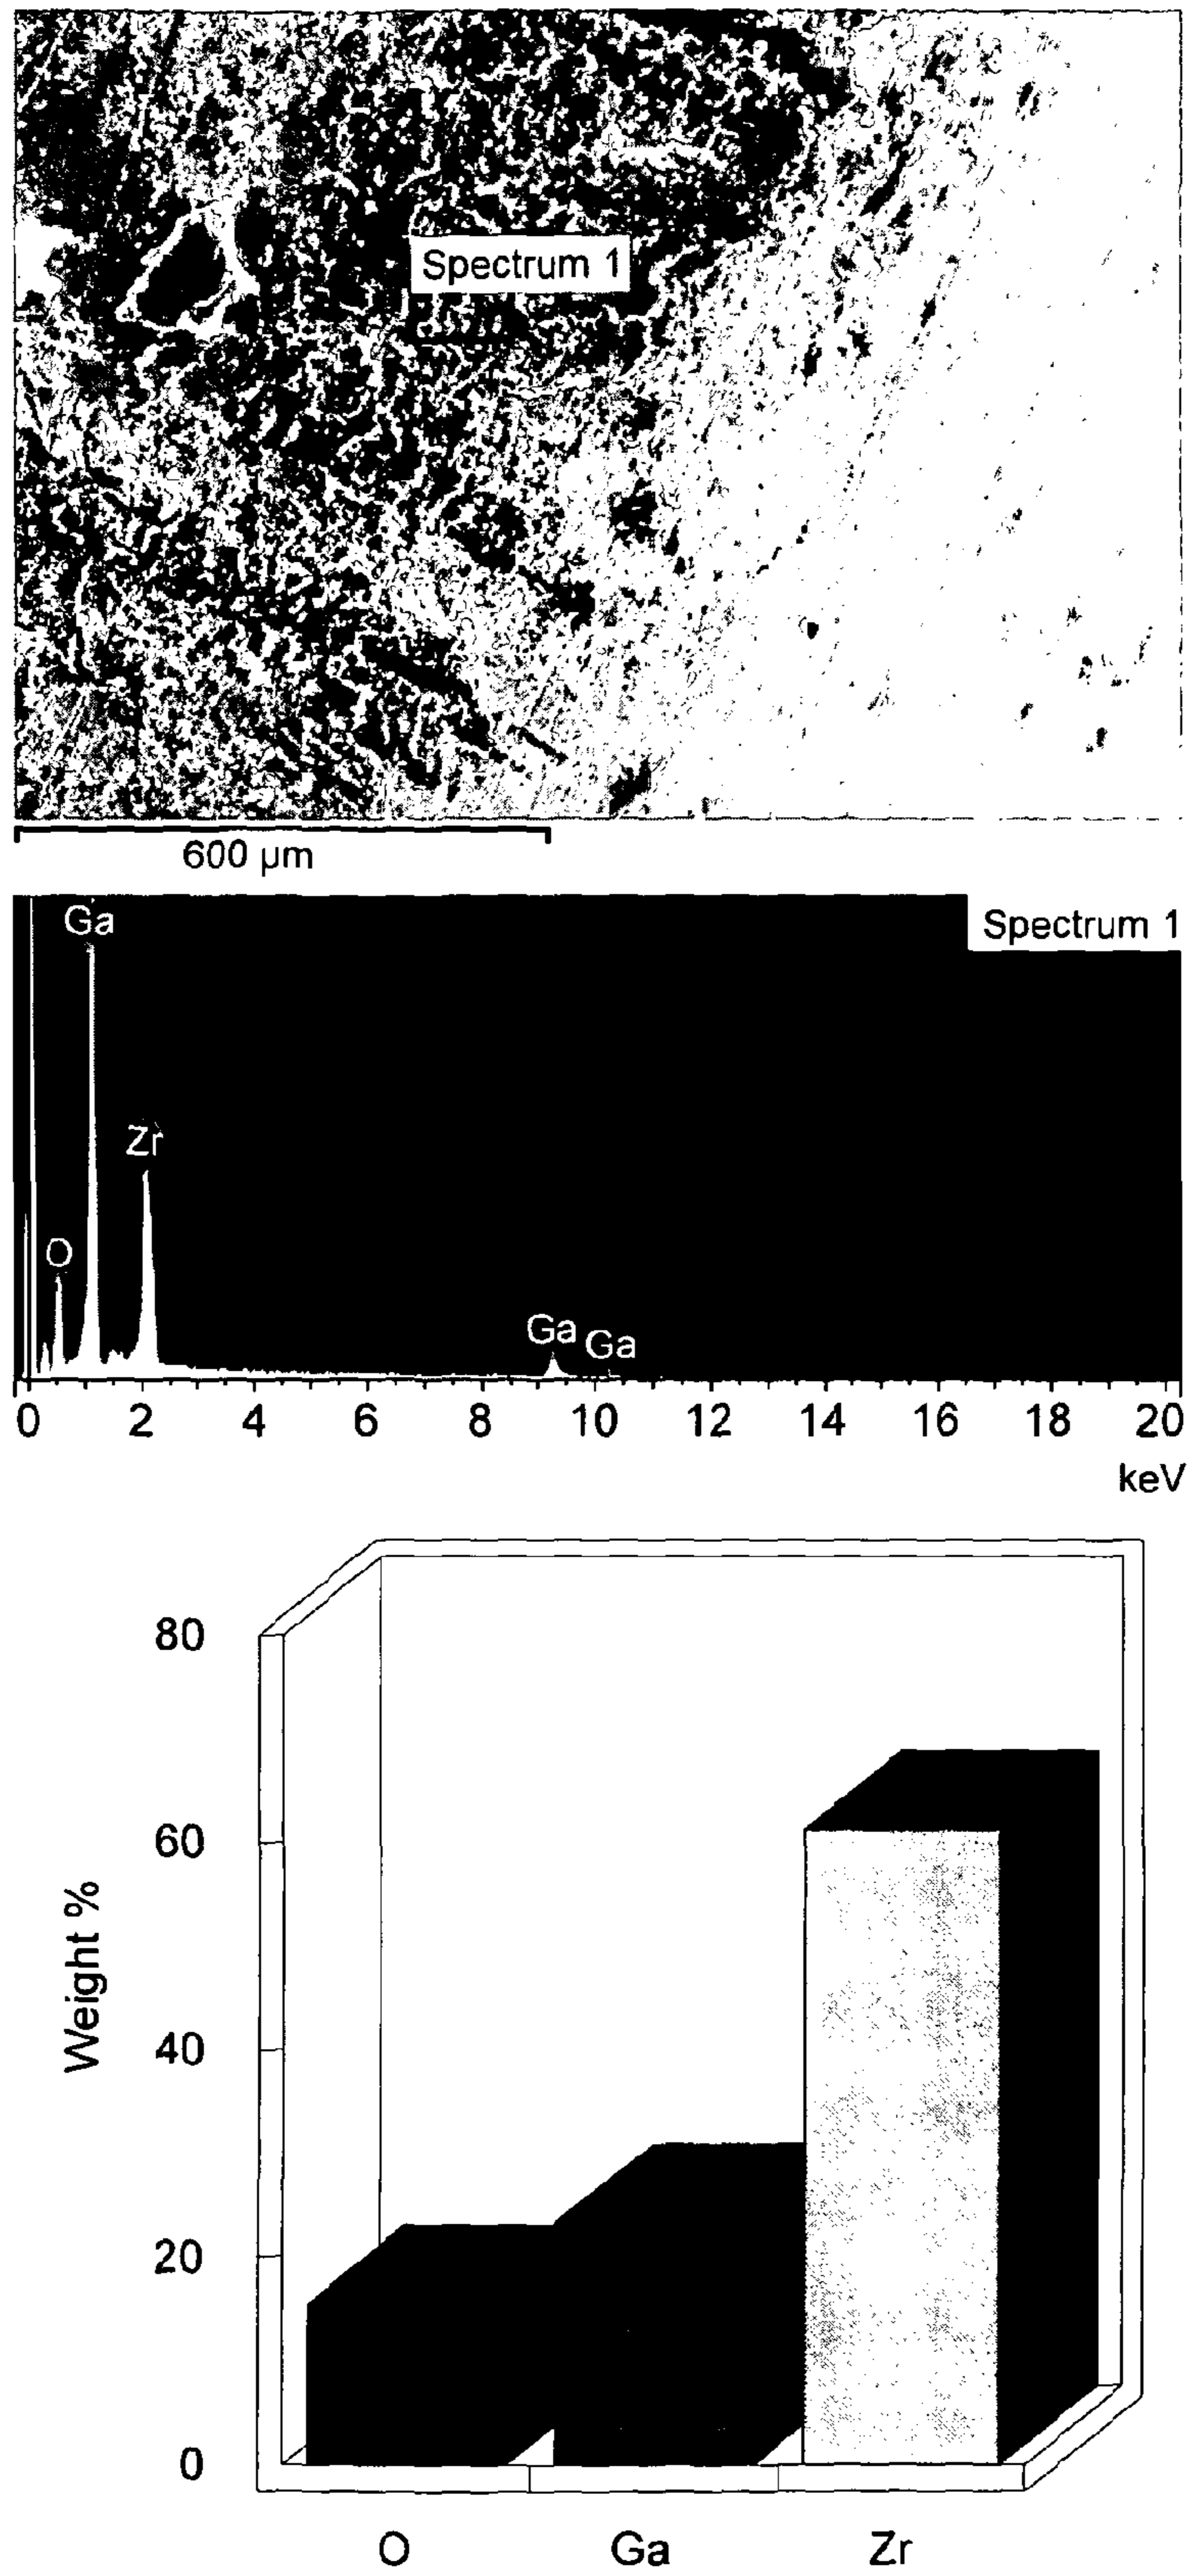 Spectrum 1
600 µm
Spectrum 1
Ga
Zr
O
Ga Ga
0 2 4 6 8 10 12 14 16 18 20
keV
80
60
40
20
0
Weight %
O Ga Zr